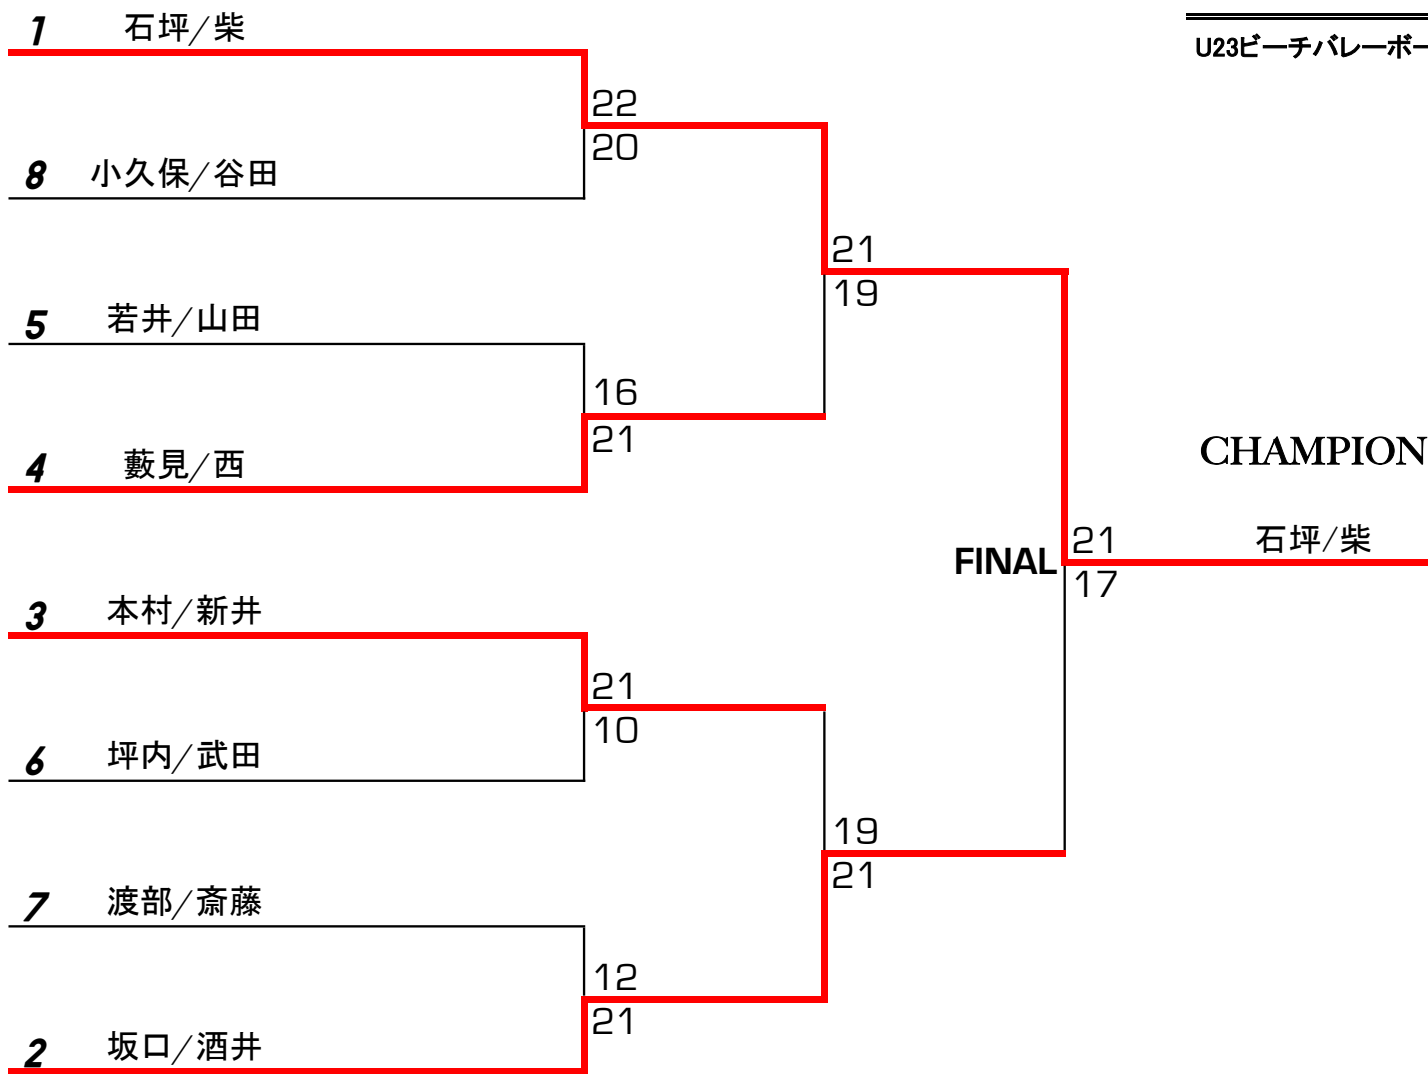 1 石坪/柴
U23ビーチバレーボー
22
20
8 小久保/谷田
21
19
5 若井/山田
16
21
4 藪見/西
CHAMPION
FINAL
21
17
石坪/柴
3 本村/新井
21
10
6 坪内/武田
19
21
7 渡部/斎藤
12
21
2 坂口/酒井